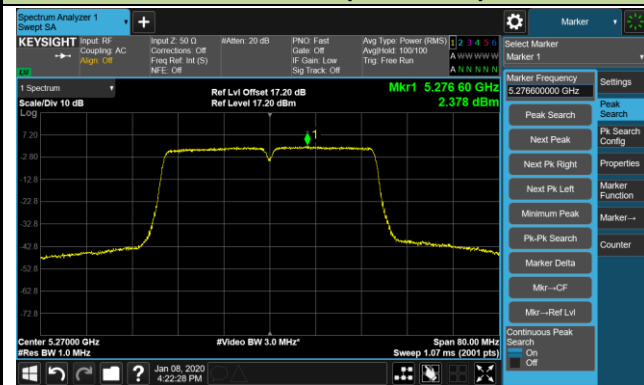 Spectrum Analyzer 1
Swept SA
Marker
KEYSIGHT
Input: RF
Coupling: AC
Align: Off
Input Z: 50 Ω
Corrections: Off
Freq Ref: Int (S)
NFE: Off
#Atten: 20 dB
PNO: Fast
Gate: Off
IF Gain: Low
Sig Track: Off
Avg Type: Power (RMS)
Avg|Hold: 100/100
Trig: Free Run
1 2 3 4 5 6
A W W W W W
A N N N N N
Select Marker
Marker 1
Marker Frequency
5.276600000 GHz
Settings
Peak Search
Next Peak
Next Pk Right
Next Pk Left
Minimum Peak
Pk-Pk Search
Marker Delta
Mkr→CF
Mkr→Ref Lvl
Continuous Peak
Search
On
Off
Peak
Search
Pk Search
Config
Properties
Marker
Function
Marker→
Counter
1 Spectrum
Scale/Div 10 dB
Log
Ref Lvl Offset 17.20 dB
Ref Level 17.20 dBm
Mkr1 5.276 60 GHz
2.378 dBm
1
7.20
-2.80
-12.8
-22.8
-32.8
-42.8
-52.8
-62.8
-72.8
Center 5.27000 GHz
#Res BW 1.0 MHz
#Video BW 3.0 MHz*
Span 80.00 MHz
Sweep 1.07 ms (2001 pts)
Jan 08, 2020
4:22:28 PM